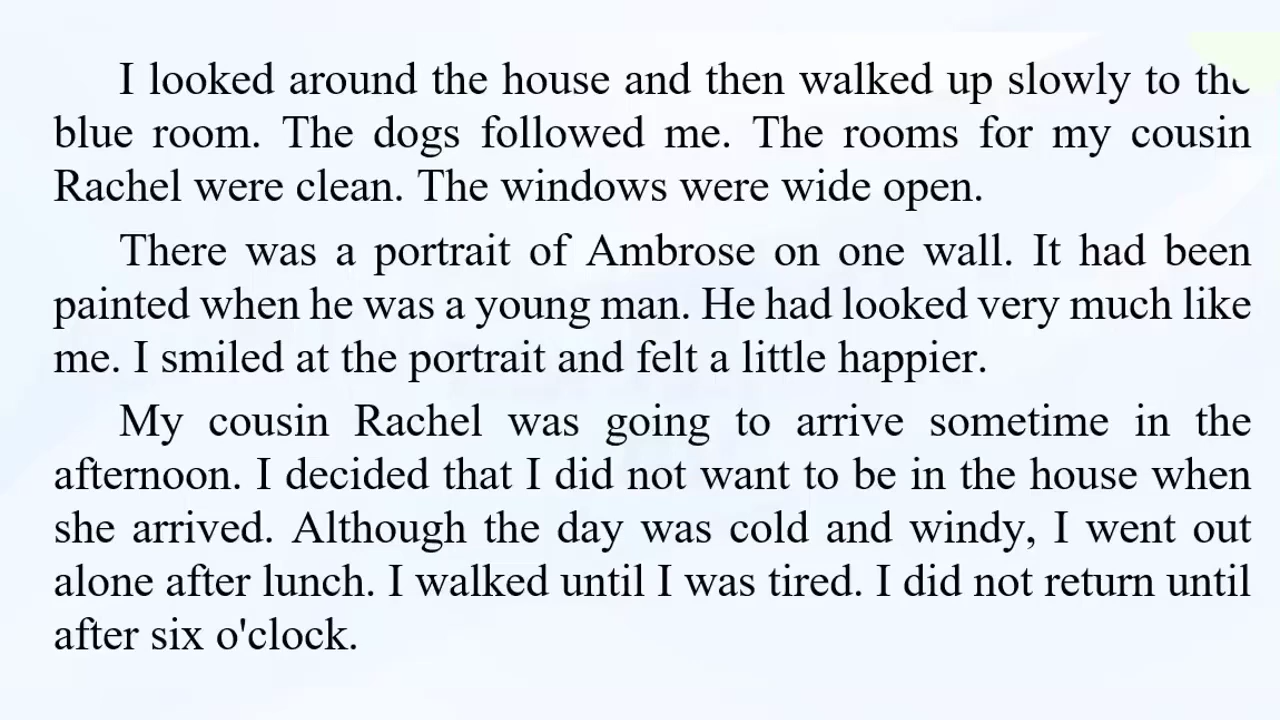 I looked around the house and then walked up slowly to the
blue room. The dogs followed me. The rooms for my cousin
Rachel were clean. The windows were wide open.
There was a portrait of Ambrose on one wall. It had been
painted when he was a young man. He had looked very much like
me. I smiled at the portrait and felt a little happier.
My cousin Rachel was going to arrive sometime in the
afternoon. I decided that I did not want to be in the house when
she arrived. Although the day was cold and windy, I went out
alone after lunch. I walked until I was tired. I did not return until
after six o'clock.